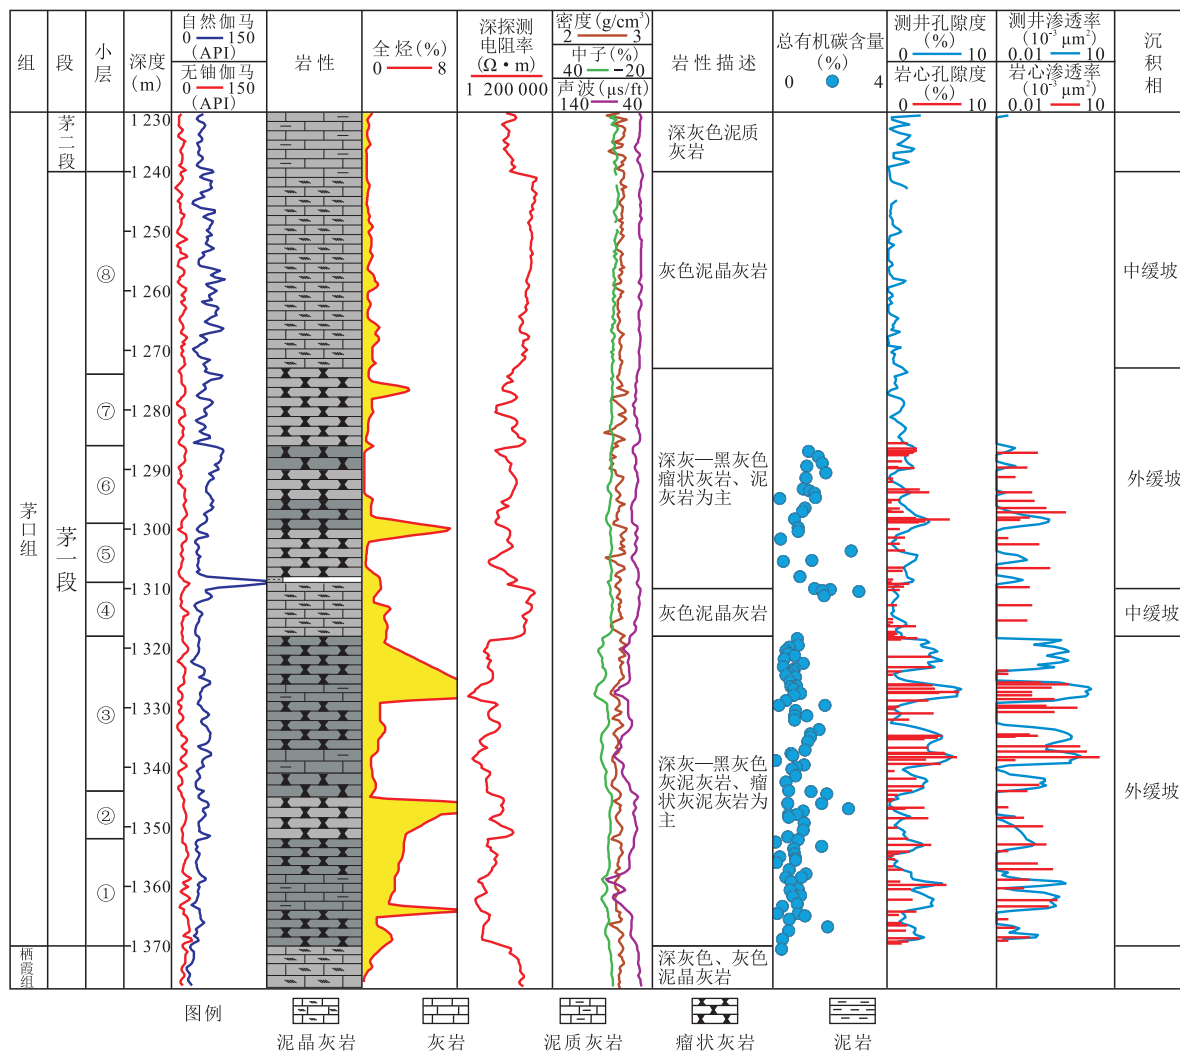 组
段
小
层
深度
(m)
自然伽马
0 150
(API)
无铀伽马
0 150
(API)
岩性
全烃(%)
0 8
深探测
电阻率
(Ω·m)
1 200 000
密度(g/cm³)
2 3
中子(%)
40 -20
声波(μs/ft)
140 40
岩性描述
总有机碳含量
(%)
0 4
测井孔隙度
(%)
0 10
岩心孔隙度
(%)
0 10
测井渗透率
(10⁻³ μm²)
0.01 10
岩心渗透率
(10⁻³ μm²)
0.01 10
沉
积
相
茅口组
栖霞组
茅二段
茅一段
⑧
⑦
⑥
⑤
④
③
②
①
1 230
1 240
1 250
1 260
1 270
1 280
1 290
1 300
1 310
1 320
1 330
1 340
1 350
1 360
1 370
深灰色泥质
灰岩
灰色泥晶灰岩
深灰—黑灰色
瘤状灰岩、泥
灰岩为主
灰色泥晶灰岩
深灰—黑灰色
灰泥灰岩、瘤
状灰泥灰岩为
主
深灰色、灰色
泥晶灰岩
中缓坡
外缓坡
中缓坡
外缓坡
图例
泥晶灰岩
灰岩
泥质灰岩
瘤状灰岩
泥岩